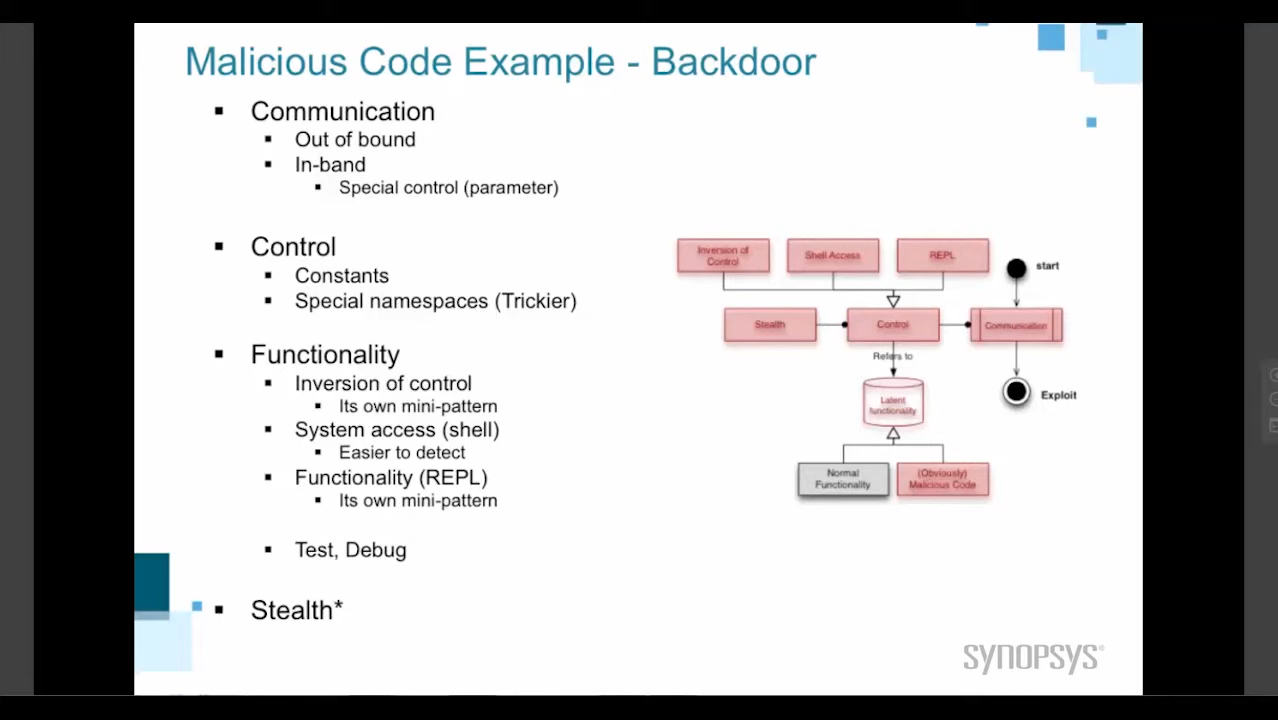 Malicious Code Example - Backdoor
Communication
Out of bound
In-band
Special control (parameter)
Control
Constants
Special namespaces (Trickier)
Functionality
Inversion of control
Its own mini-pattern
System access (shell)
Easier to detect
Functionality (REPL)
Its own mini-pattern
Test, Debug
Stealth*
Inversion of
Control
Shell Access
REPL
start
Stealth
Control
Communication
Refers to
Latent
functionality
Exploit
Normal
Functionality
(Obviously)
Malicious Code
SYNOPSYS